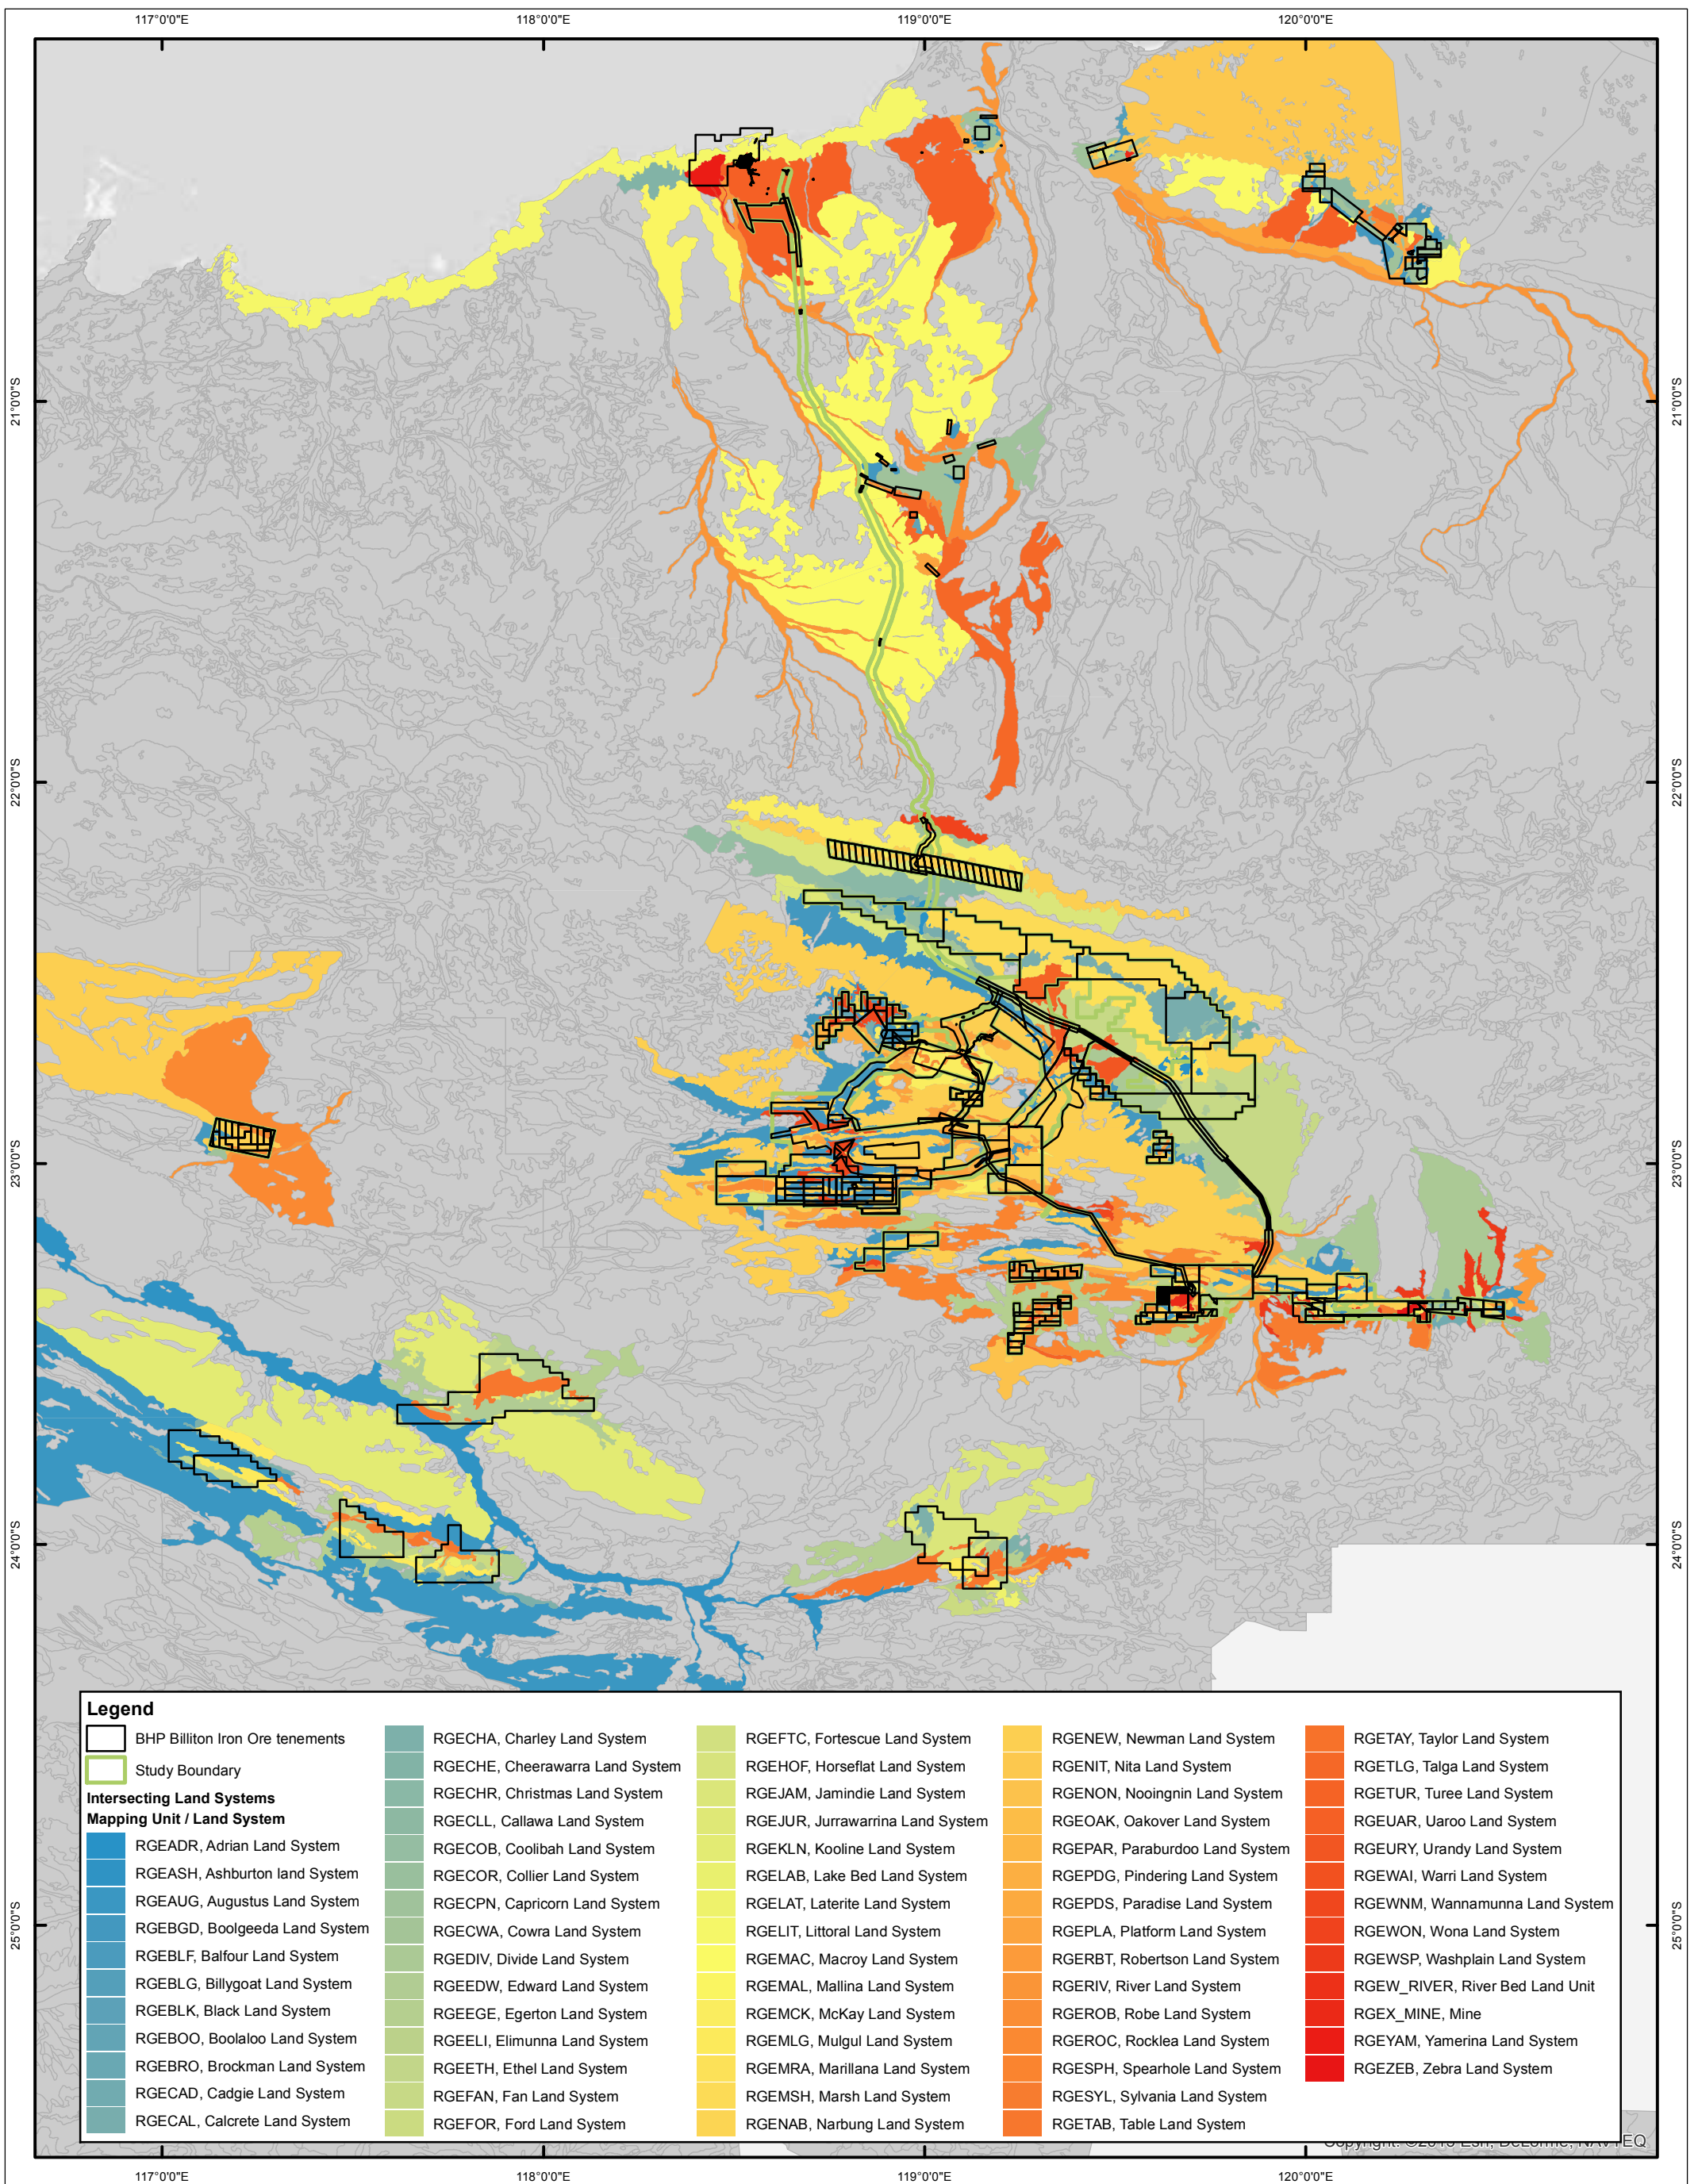 117°0'0"E
118°0'0"E
119°0'0"E
120°0'0"E
21°0'0"S
21°0'0"S
22°0'0"S
22°0'0"S
23°0'0"S
23°0'0"S
24°0'0"S
24°0'0"S
25°0'0"S
25°0'0"S
Legend
BHP Billiton Iron Ore tenements
Study Boundary
Intersecting Land Systems
Mapping Unit / Land System
RGEADR, Adrian Land System
RGEASH, Ashburton land System
RGEAUG, Augustus Land System
RGEBGD, Boolgeeda Land System
RGEBLF, Balfour Land System
RGEBLG, Billygoat Land System
RGEBLK, Black Land System
RGEBOO, Boolaloo Land System
RGEBRO, Brockman Land System
RGECAD, Cadgie Land System
RGECAL, Calcrete Land System
RGECHA, Charley Land System
RGECHE, Cheerawarra Land System
RGECHR, Christmas Land System
RGECLL, Callawa Land System
RGECOB, Coolibah Land System
RGECOR, Collier Land System
RGECPN, Capricorn Land System
RGECWA, Cowra Land System
RGEDIV, Divide Land System
RGEEDW, Edward Land System
RGEEGE, Egerton Land System
RGEELI, Elimunna Land System
RGEETH, Ethel Land System
RGEFAN, Fan Land System
RGEFOR, Ford Land System
RGEFTC, Fortescue Land System
RGEHOF, Horseflat Land System
RGEJAM, Jamindie Land System
RGEJUR, Jurrawarrina Land System
RGEKLN, Kooline Land System
RGELAB, Lake Bed Land System
RGELAT, Laterite Land System
RGELIT, Littoral Land System
RGEMAC, Macroy Land System
RGEMAL, Mallina Land System
RGEMCK, McKay Land System
RGEMLG, Mulgul Land System
RGEMRA, Marillana Land System
RGEMSH, Marsh Land System
RGENAB, Narbung Land System
RGENEW, Newman Land System
RGENIT, Nita Land System
RGENON, Nooingnin Land System
RGEOAK, Oakover Land System
RGEPAR, Paraburdoo Land System
RGEPDG, Pindering Land System
RGEPDS, Paradise Land System
RGEPLA, Platform Land System
RGERBT, Robertson Land System
RGERIV, River Land System
RGEROB, Robe Land System
RGEROC, Rocklea Land System
RGESPH, Spearhole Land System
RGESYL, Sylvania Land System
RGETAB, Table Land System
RGETAY, Taylor Land System
RGETLG, Talga Land System
RGETUR, Turee Land System
RGEUAR, Uaroo Land System
RGEURY, Urandy Land System
RGEWAI, Warri Land System
RGEWNM, Wannamunna Land System
RGEWON, Wona Land System
RGEWSP, Washplain Land System
RGEW_RIVER, River Bed Land Unit
RGEX_MINE, Mine
RGEYAM, Yamerina Land System
RGEZEB, Zebra Land System
117°0'0"E
118°0'0"E
119°0'0"E
120°0'0"E